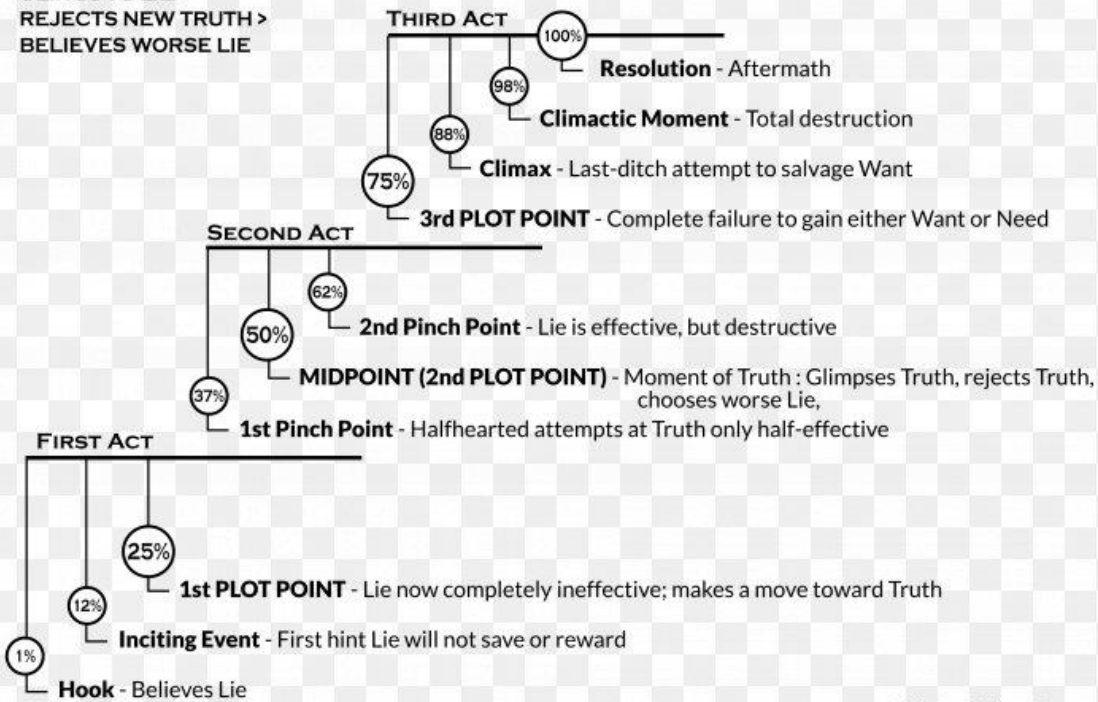 REJECTS NEW TRUTH >
BELIEVES WORSE LIE
THIRD ACT
100%
Resolution - Aftermath
98%
Climactic Moment - Total destruction
88%
Climax - Last-ditch attempt to salvage Want
75%
3rd PLOT POINT - Complete failure to gain either Want or Need
SECOND ACT
62%
2nd Pinch Point - Lie is effective, but destructive
50%
MIDPOINT (2nd PLOT POINT) - Moment of Truth : Glimpses Truth, rejects Truth,
chooses worse Lie,
37%
1st Pinch Point - Halfhearted attempts at Truth only half-effective
FIRST ACT
25%
1st PLOT POINT - Lie now completely ineffective; makes a move toward Truth
12%
Inciting Event - First hint Lie will not save or reward
1%
Hook - Believes Lie